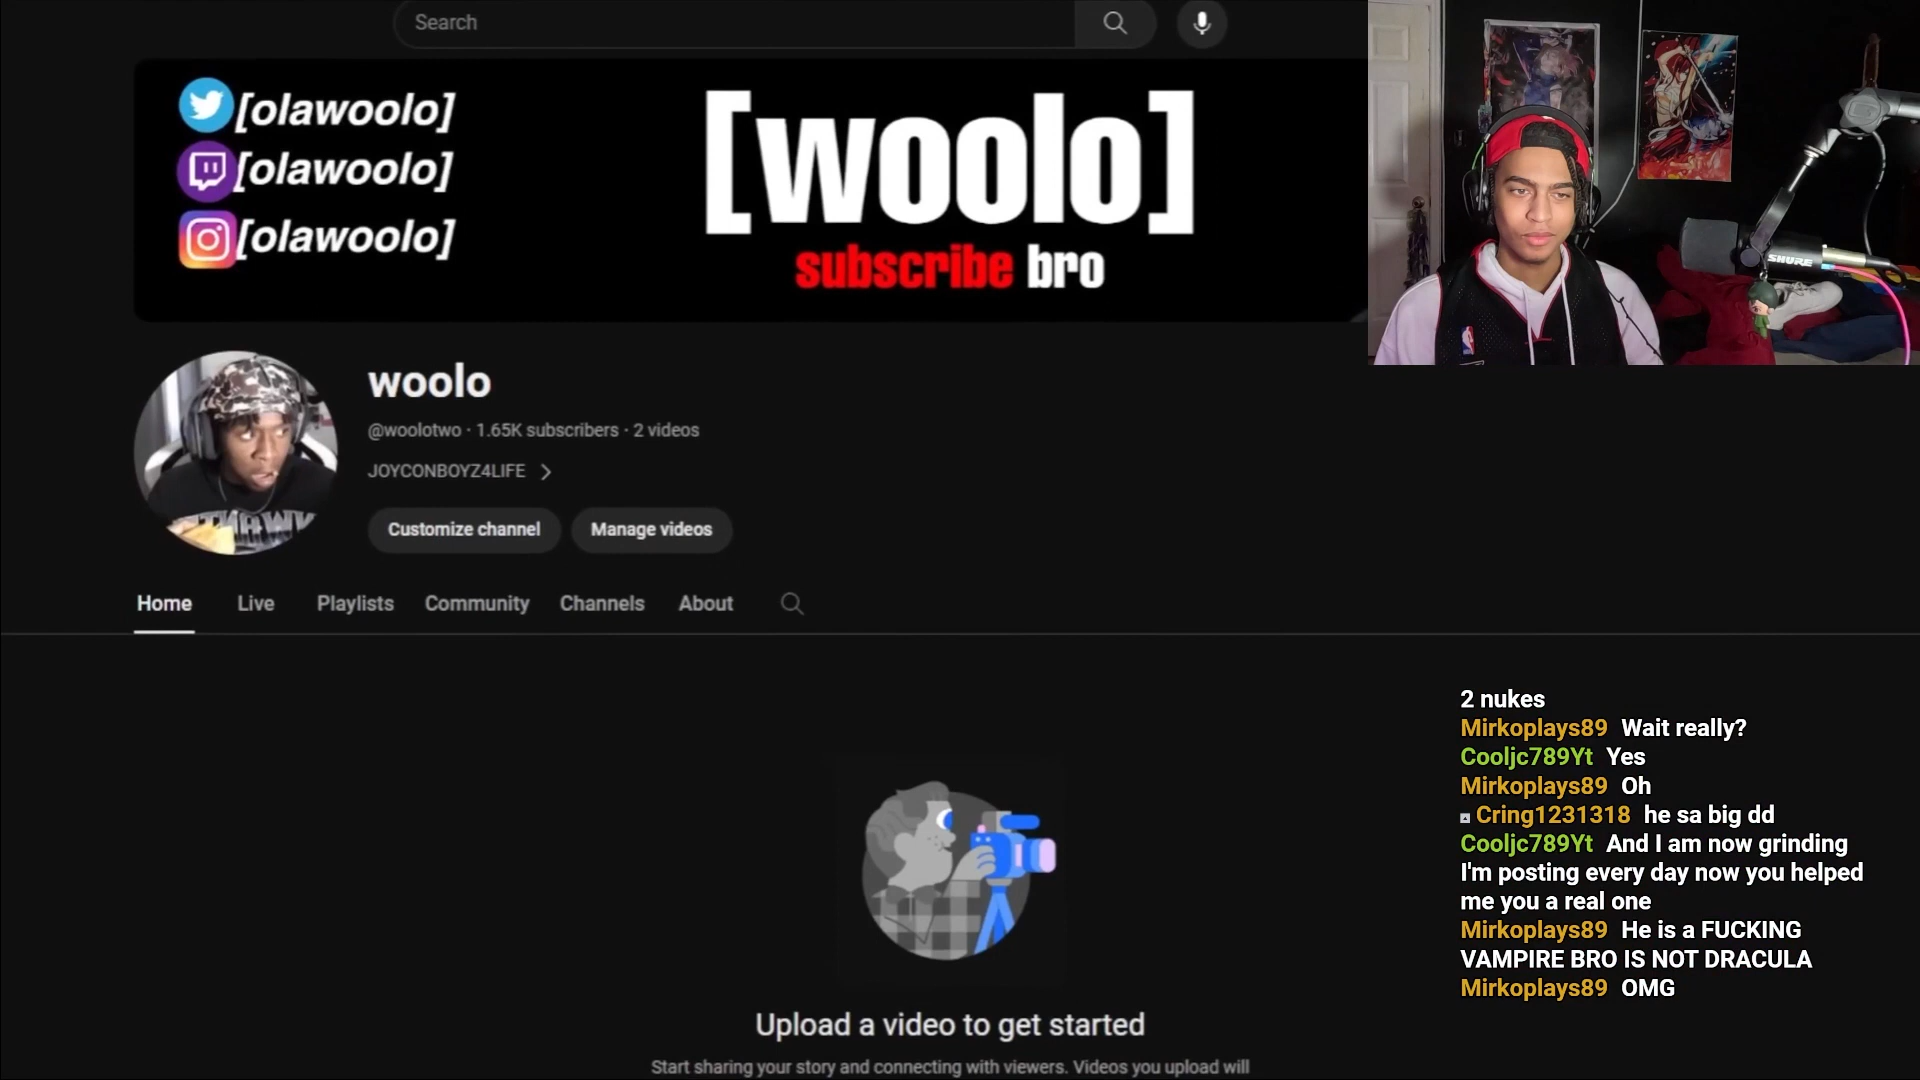 Search
[olawoolo]
[olawoolo]
[olawoolo]
[woolo]
subscribe bro
SHURE
woolo
@woolotwo · 1.65K subscribers · 2 videos
JOYCONBOYZ4LIFE
Customize channel
Manage videos
Home
Live
Playlists
Community
Channels
About
Upload a video to get started
Start sharing your story and connecting with viewers. Videos you upload will
2 nukes
Mirkoplays89 Wait really?
Cooljc789Yt Yes
Mirkoplays89 Oh
Cring1231318 he sa big dd
Cooljc789Yt And I am now grinding
I'm posting every day now you helped
me you a real one
Mirkoplays89 He is a FUCKING
VAMPIRE BRO IS NOT DRACULA
Mirkoplays89 OMG